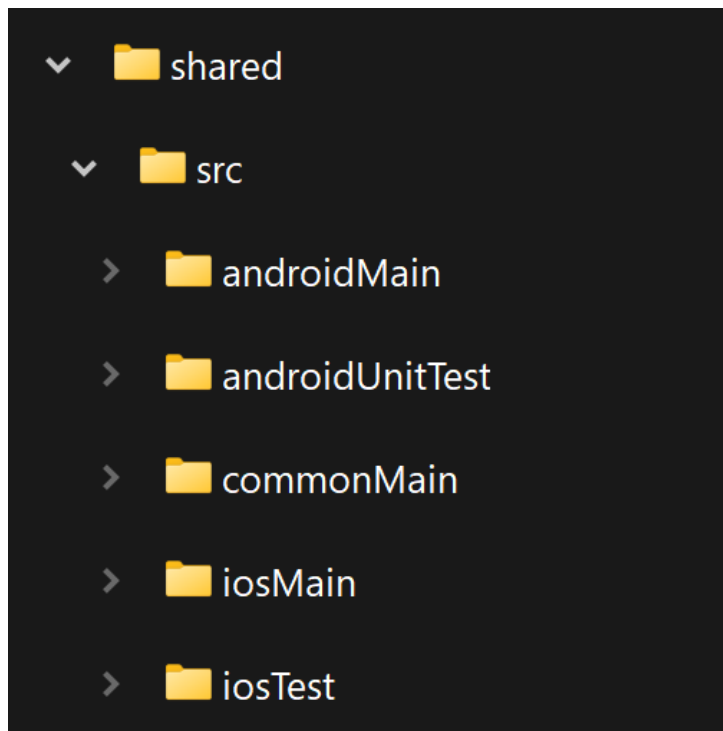 shared
src
androidMain
androidUnitTest
commonMain
iosMain
iosTest